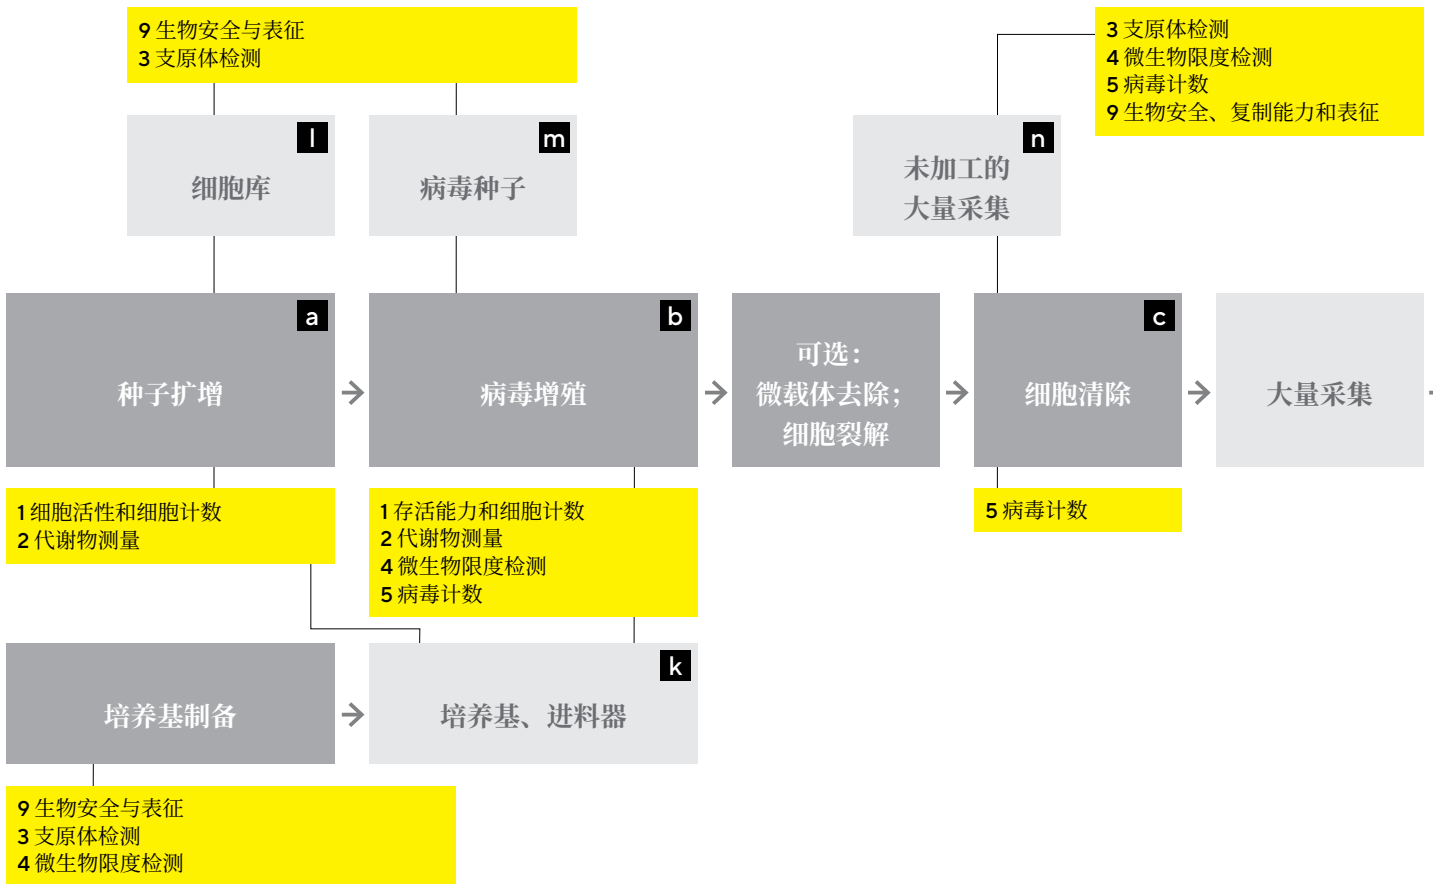 9 生物安全与表征
3 支原体检测
3 支原体检测
4 微生物限度检测
5 病毒计数
9 生物安全、复制能力和表征
l
细胞库
m
病毒种子
n
未加工的
大量采集
a
种子扩增
b
病毒增殖
可选：
微载体去除；
细胞裂解
c
细胞清除
大量采集
1 细胞活性和细胞计数
2 代谢物测量
1 存活能力和细胞计数
2 代谢物测量
4 微生物限度检测
5 病毒计数
5 病毒计数
培养基制备
k
培养基、进料器
9 生物安全与表征
3 支原体检测
4 微生物限度检测